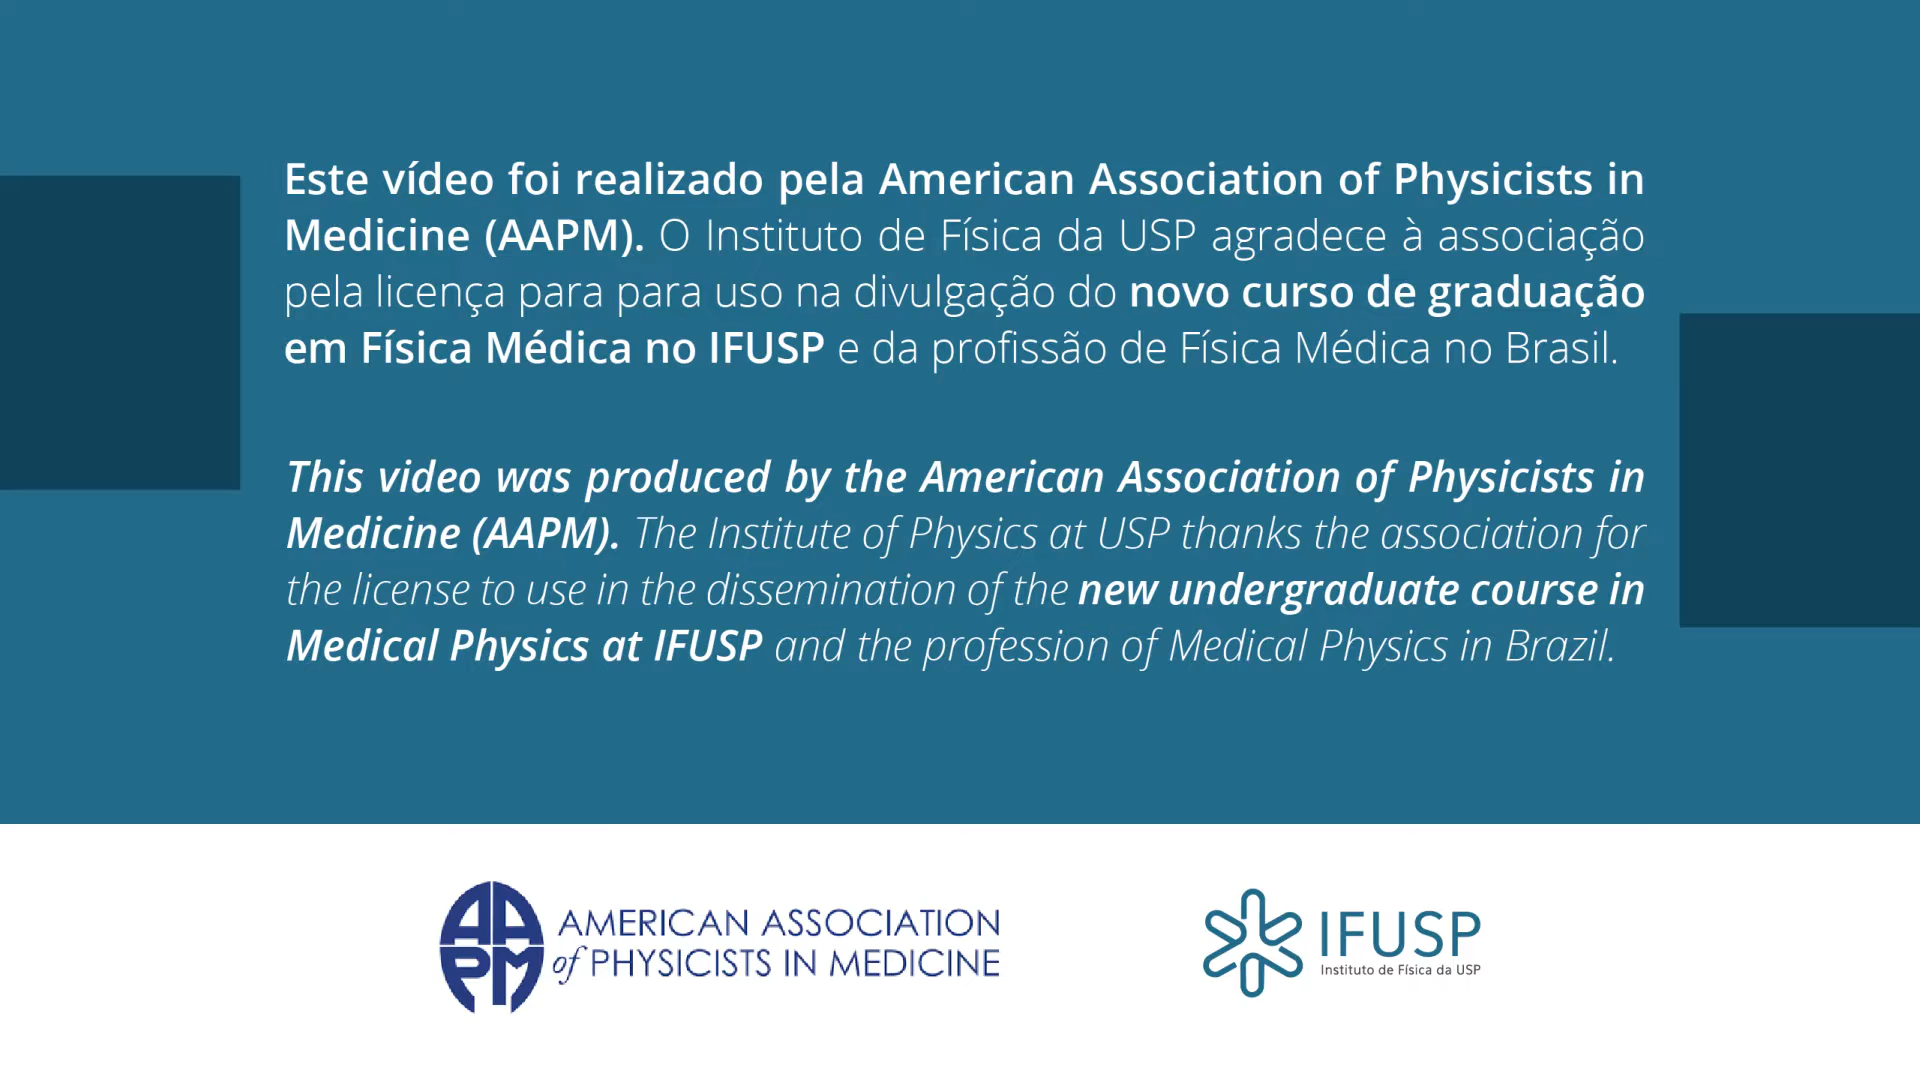 Este vídeo foi realizado pela American Association of Physicists in
Medicine (AAPM). O Instituto de Física da USP agradece à associação
pela licença para para uso na divulgação do novo curso de graduação
em Física Médica no IFUSP e da profissão de Física Médica no Brasil.
This video was produced by the American Association of Physicists in
Medicine (AAPM). The Institute of Physics at USP thanks the association for
the license to use in the dissemination of the new undergraduate course in
Medical Physics at IFUSP and the profession of Medical Physics in Brazil.
AAPM
AMERICAN ASSOCIATION
of PHYSICISTS IN MEDICINE
IFUSP
Instituto de Física da USP